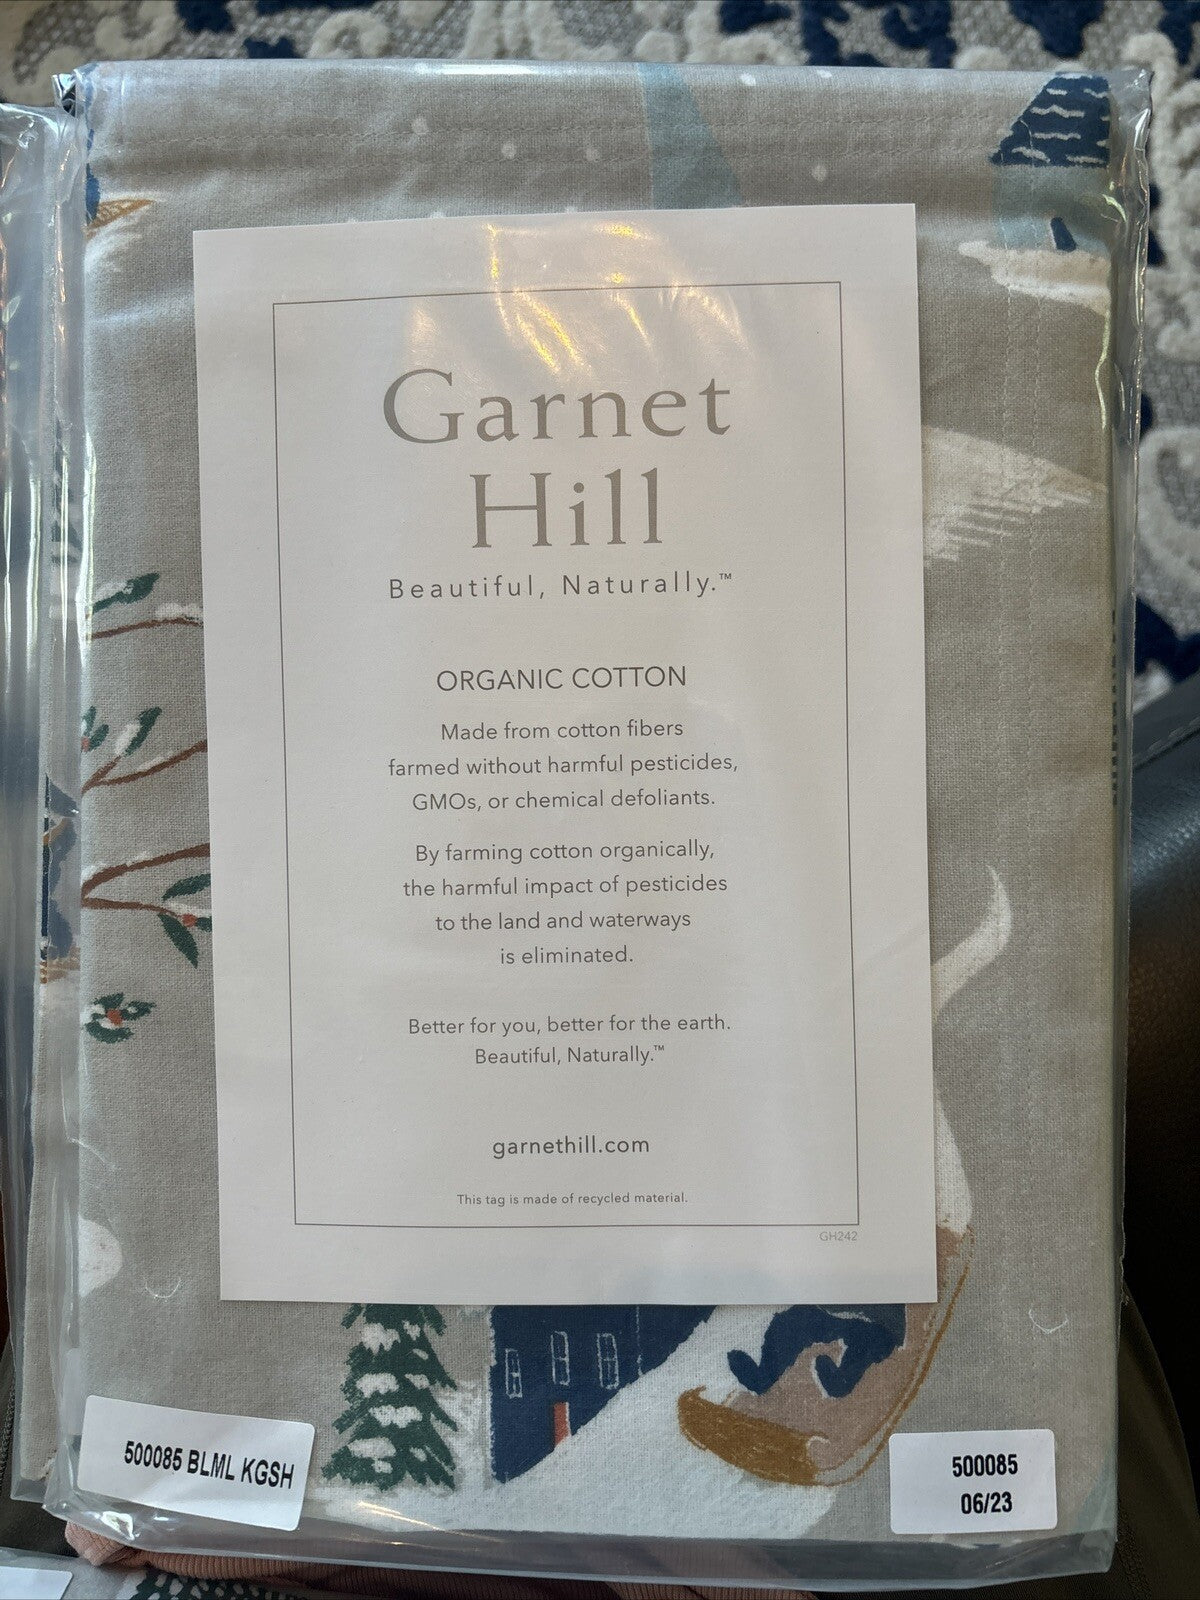 Garnet
Hill
Beautiful, Naturally.™
ORGANIC COTTON
Made from cotton fibers
farmed without harmful pesticides,
GMOs, or chemical defoliants.
By farming cotton organically,
the harmful impact of pesticides
to the land and waterways
is eliminated.
Better for you, better for the earth.
Beautiful, Naturally.™
garnethill.com
This tag is made of recycled material.
GH242
500085 BLML KGSH
500085
06/23